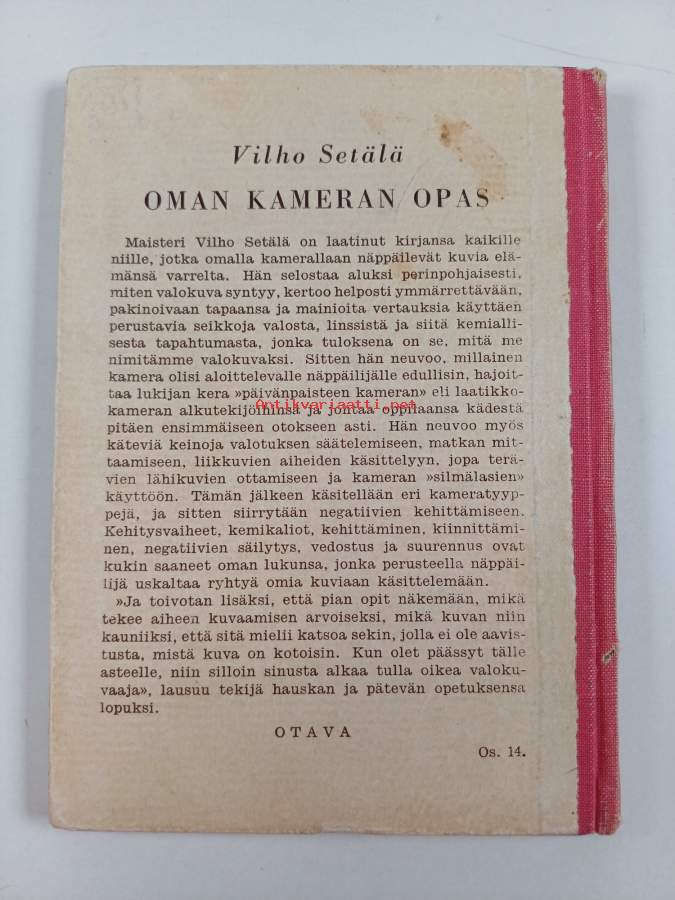 Vilho Setälä
OMAN KAMERAN OPAS
Maisteri Vilho Setälä on laatinut kirjansa kaikille
niille, jotka omalla kamerallaan näppäilevät kuvia elä-
mänsä varrelta. Hän selostaa aluksi perinpohjaisesti,
miten valokuva syntyy, kertoo helposti ymmärrettävään,
pakinoivaan tapaansa ja mainioita vertauksia käyttäen
perustavia seikkoja valosta, linssistä ja siitä kemialli-
sesta tapahtumasta, jonka tuloksena on se, mitä me
nimitämme valokuvaksi. Sitten hän neuvoo, millainen
kamera olisi aloittelevalle näppäilijälle edullisin, hajoit-
taa lukijan kera »päivänpaisteen kameran» eli laatikko-
kameran alkutekijöihinsä ja johtaa oppilaansa kädestä
Antikvariaatti.net
pitäen ensimmäiseen otokseen asti. Hän neuvoo myös
käteviä keinoja valotuksen säätelemiseen, matkan mit-
taamiseen, liikkuvien aiheiden käsittelyyn, jopa terä-
vien lähikuvien ottamiseen ja kameran »silmälasien»
käyttöön. Tämän jälkeen käsitellään eri kameratyyp-
pejä, ja sitten siirrytään negatiivien kehittämiseen.
Kehitysvaiheet, kemikaliot, kehittäminen, kiinnittämi-
nen, negatiivien säilytys, vedostus ja suurennus ovat
kukin saaneet oman lukunsa, jonka perusteella näppäi-
lijä uskaltaa ryhtyä omia kuviaan käsittelemään.
»Ja toivotan lisäksi, että pian opit näkemään, mikä
tekee aiheen kuvaamisen arvoiseksi, mikä kuvan niin
kauniiksi, että sitä mielii katsoa sekin, jolla ei ole aavis-
tusta, mistä kuva on kotoisin. Kun olet päässyt tälle
asteelle, niin silloin sinusta alkaa tulla oikea valoku-
vaaja», lausuu tekijä hauskan ja pätevän opetuksensa
lopuksi.
OTAVA
Os. 14.